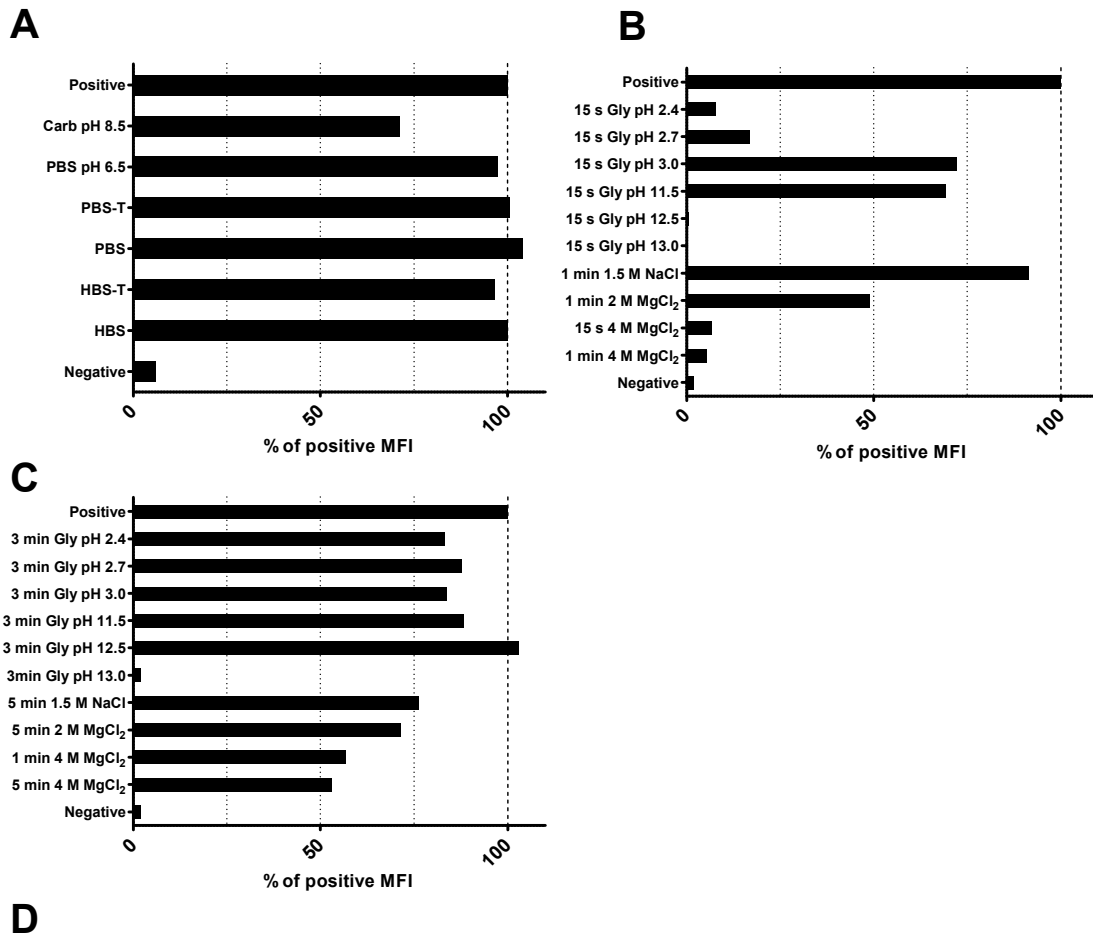 A
Positive
Carb pH 8.5
PBS pH 6.5
PBS-T
PBS
HBS-T
HBS
Negative
0
50
100
% of positive MFI
B
Positive
15 s Gly pH 2.4
15 s Gly pH 2.7
15 s Gly pH 3.0
15 s Gly pH 11.5
15 s Gly pH 12.5
15 s Gly pH 13.0
1 min 1.5 M NaCl
1 min 2 M MgCl₂
15 s 4 M MgCl₂
1 min 4 M MgCl₂
Negative
0
50
100
% of positive MFI
C
Positive
3 min Gly pH 2.4
3 min Gly pH 2.7
3 min Gly pH 3.0
3 min Gly pH 11.5
3 min Gly pH 12.5
3min Gly pH 13.0
5 min 1.5 M NaCl
5 min 2 M MgCl₂
1 min 4 M MgCl₂
5 min 4 M MgCl₂
Negative
0
50
100
% of positive MFI
D